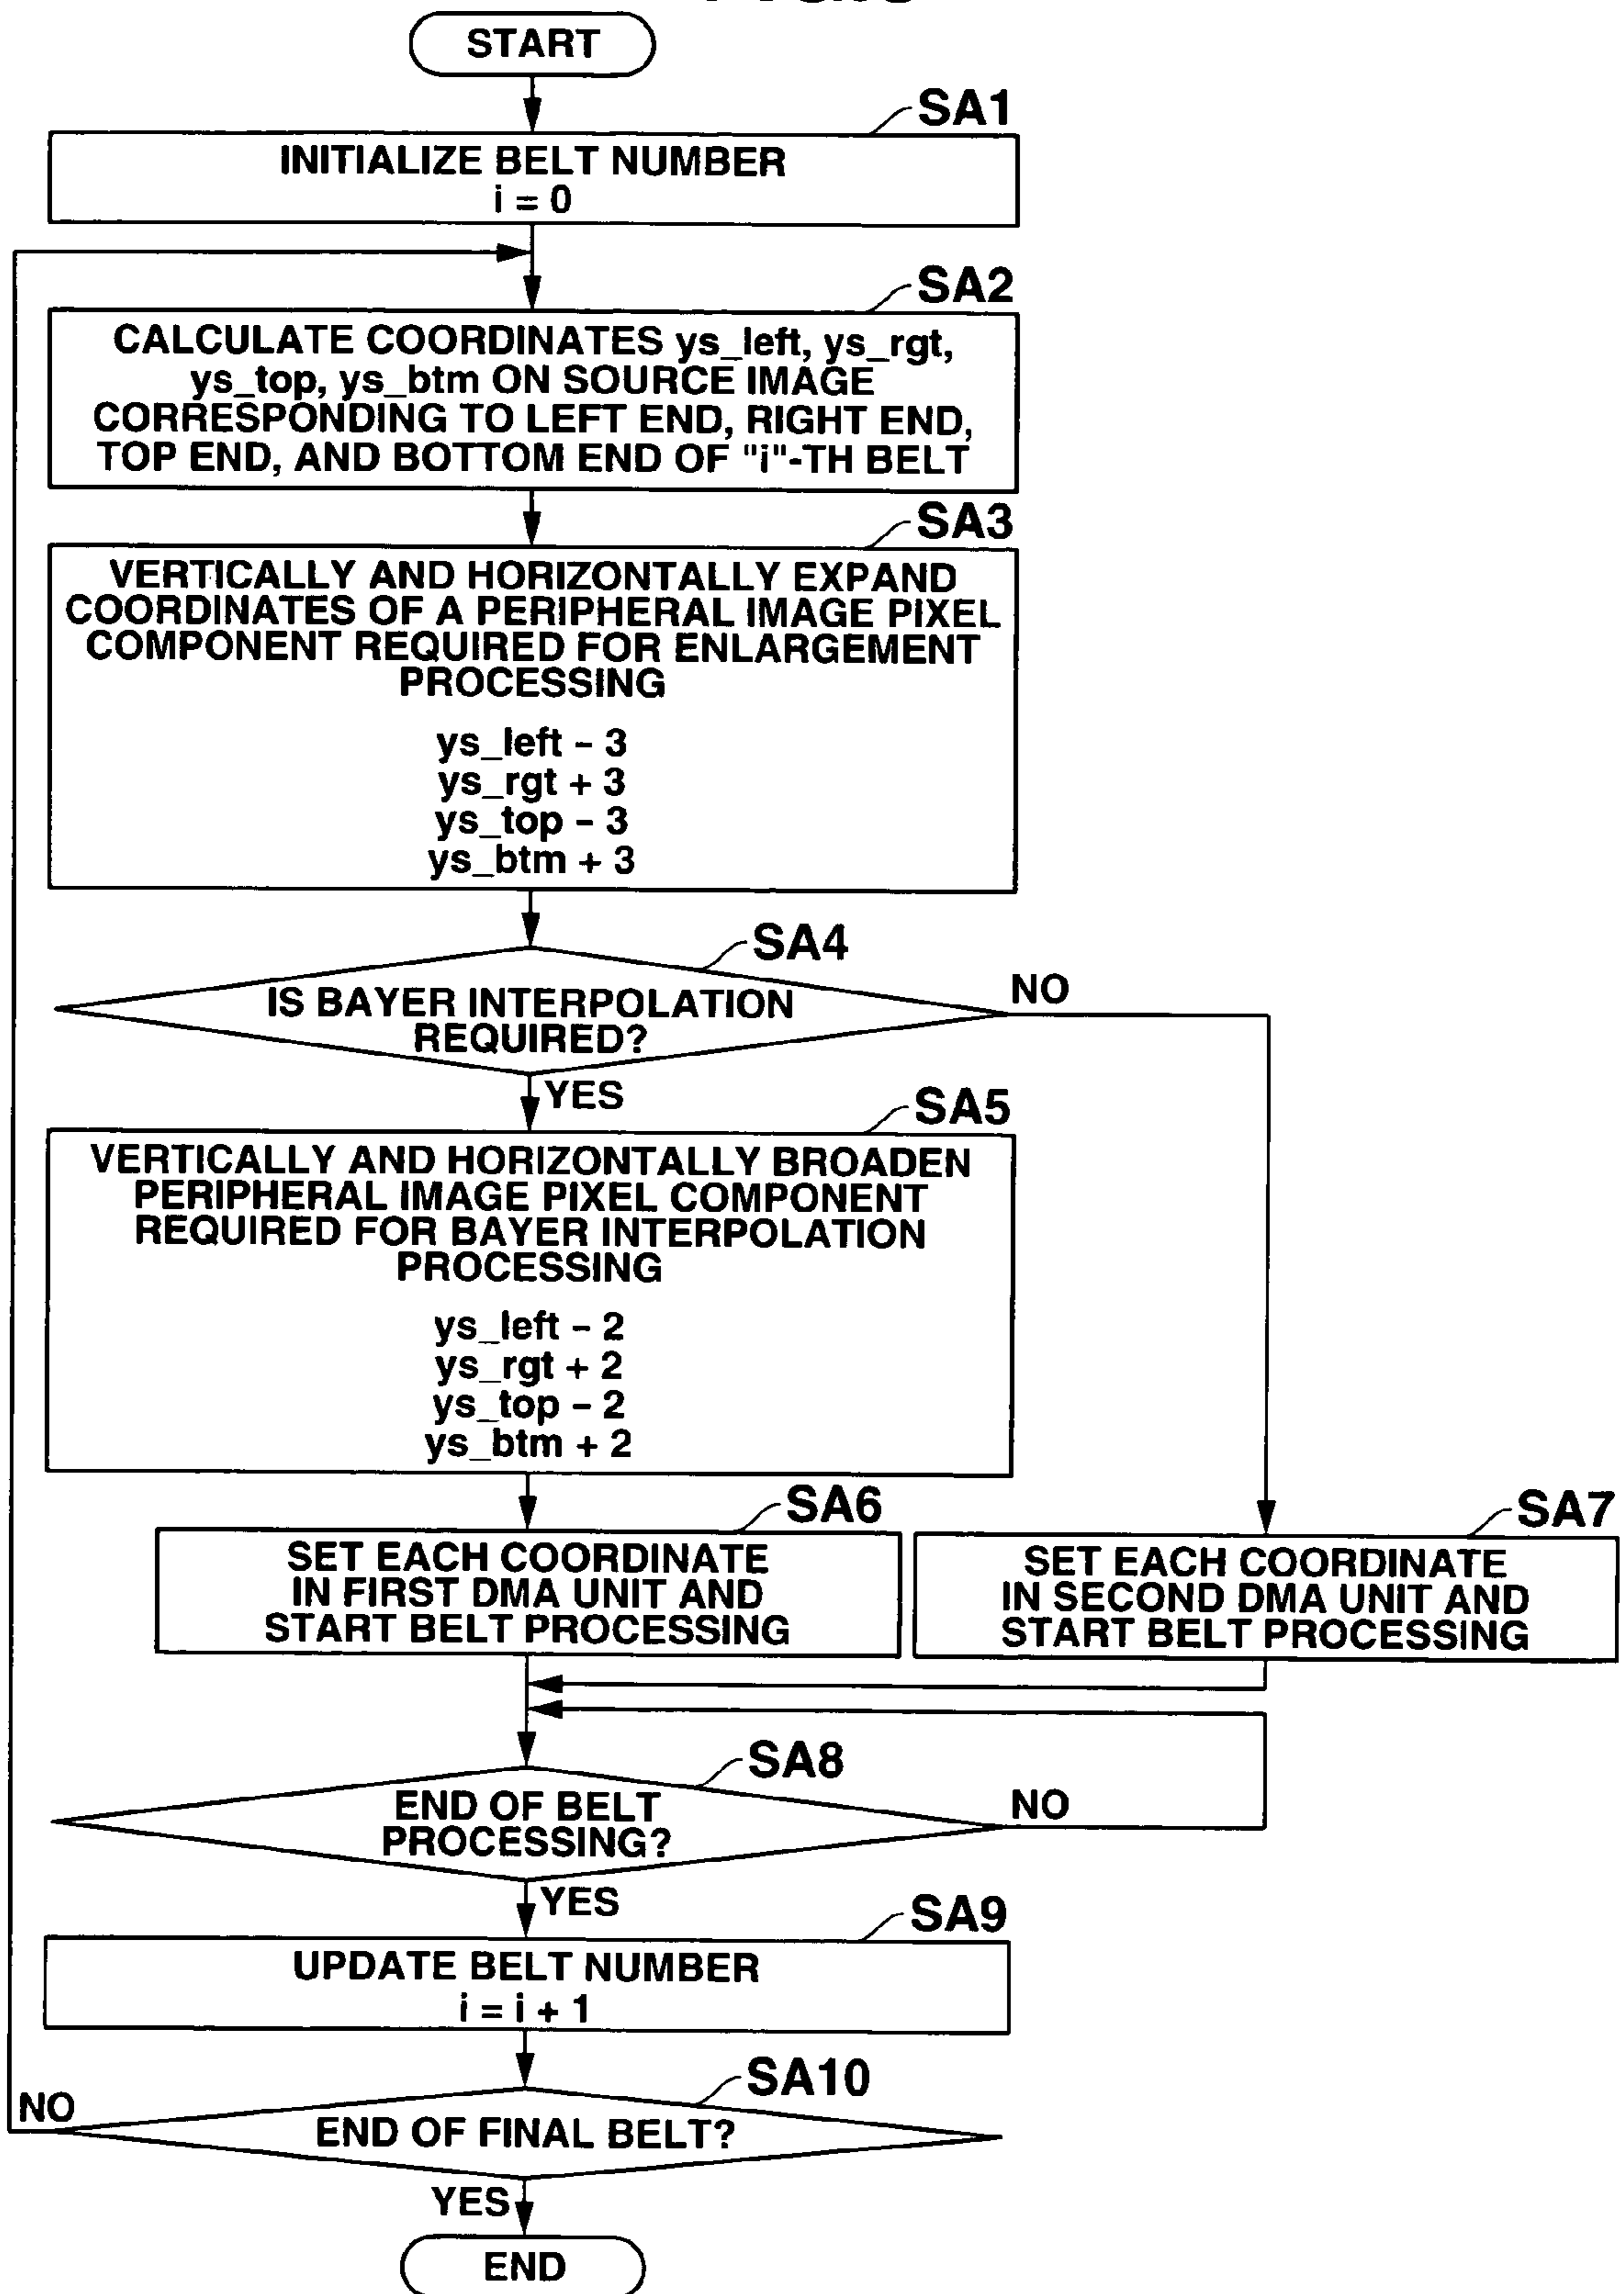 START
SA1
INITIALIZE BELT NUMBER
i = 0
SA2
CALCULATE COORDINATES ys_left, ys_rgt,
ys_top, ys_btm ON SOURCE IMAGE
CORRESPONDING TO LEFT END, RIGHT END,
TOP END, AND BOTTOM END OF "i"-TH BELT
SA3
VERTICALLY AND HORIZONTALLY EXPAND
COORDINATES OF A PERIPHERAL IMAGE PIXEL
COMPONENT REQUIRED FOR ENLARGEMENT
PROCESSING
ys_left - 3
ys_rgt + 3
ys_top - 3
ys_btm + 3
SA4
IS BAYER INTERPOLATION
REQUIRED?
NO
YES
SA5
VERTICALLY AND HORIZONTALLY BROADEN
PERIPHERAL IMAGE PIXEL COMPONENT
REQUIRED FOR BAYER INTERPOLATION
PROCESSING
ys_left - 2
ys_rgt + 2
ys_top - 2
ys_btm + 2
SA6
SET EACH COORDINATE
IN FIRST DMA UNIT AND
START BELT PROCESSING
SA7
SET EACH COORDINATE
IN SECOND DMA UNIT AND
START BELT PROCESSING
SA8
END OF BELT
PROCESSING?
NO
YES
SA9
UPDATE BELT NUMBER
i = i + 1
SA10
NO
END OF FINAL BELT?
YES
END